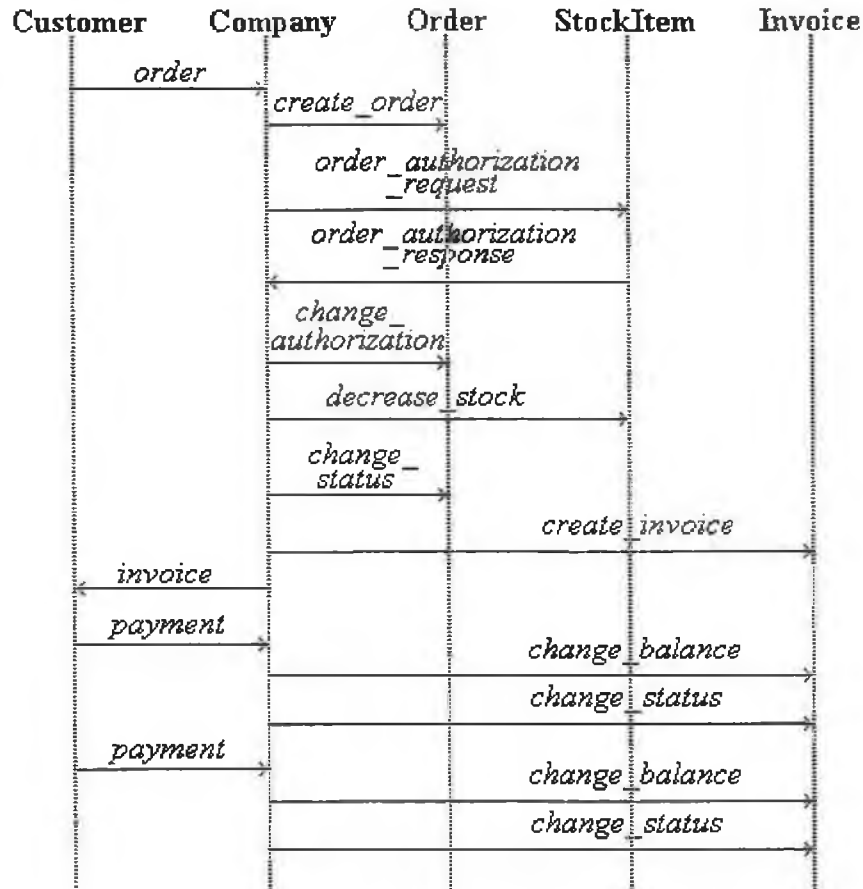 Customer Company Order StockItem Invoice
order
create_order
order_authorization
_request
order_authorization
_response
change_
authorization
decrease_stock
change_
status
create_invoice
invoice
payment
change_balance
change_status
payment
change_balance
change_status